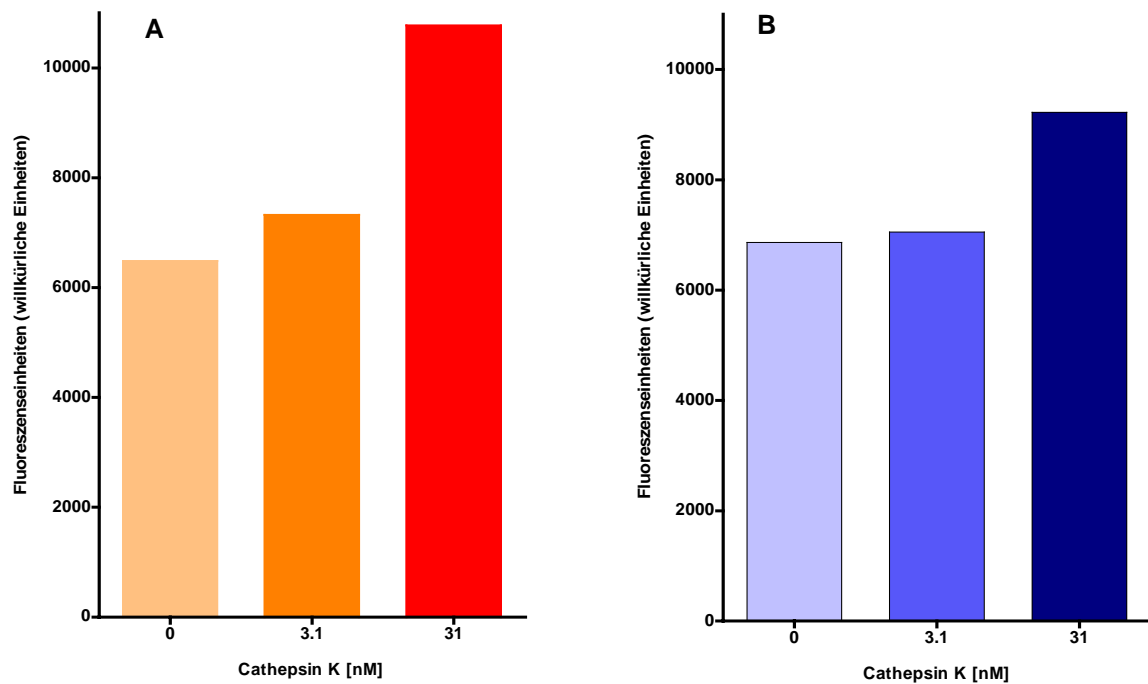 A
Fluoreszenseinheiten (willkürliche Einheiten)
10000
8000
6000
4000
2000
0
0 3.1 31
Cathepsin K [nM]
B
Fluoreszenseinheiten (willkürliche Einheiten)
10000
8000
6000
4000
2000
0
0 3.1 31
Cathepsin K [nM]